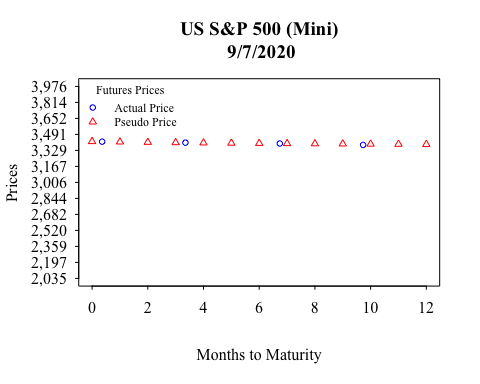 US S&P 500 (Mini)
9/7/2020
Futures Prices
Actual Price
Pseudo Price
Prices
3,976
3,814
3,652
3,491
3,329
3,167
3,006
2,844
2,682
2,520
2,359
2,197
2,035
0 2 4 6 8 10 12
Months to Maturity